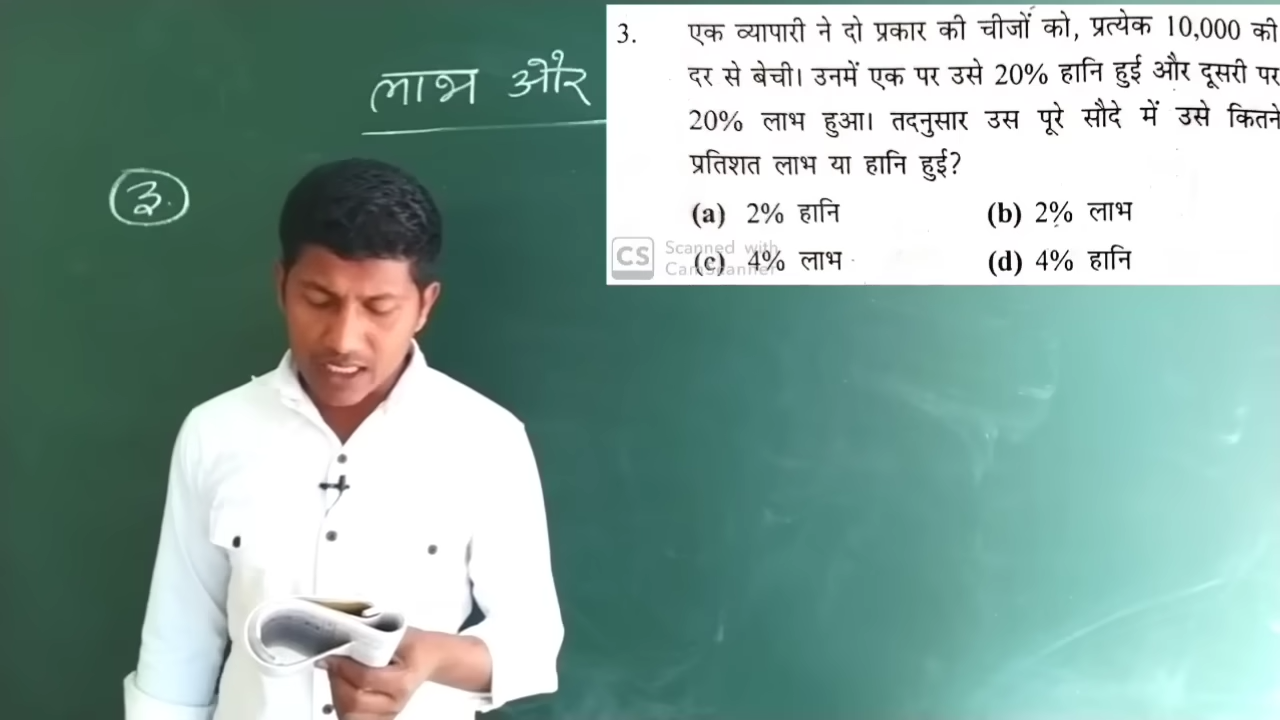 लाभ और
3.
3. एक व्यापारी ने दो प्रकार की चीजों को, प्रत्येक 10,000 की
दर से बेची। उनमें एक पर उसे 20% हानि हुई और दूसरी पर
20% लाभ हुआ। तदनुसार उस पूरे सौदे में उसे कितने
प्रतिशत लाभ या हानि हुई?
(a) 2% हानि (b) 2% लाभ
CS Scanned with CamScanner
(c) 4% लाभ (d) 4% हानि